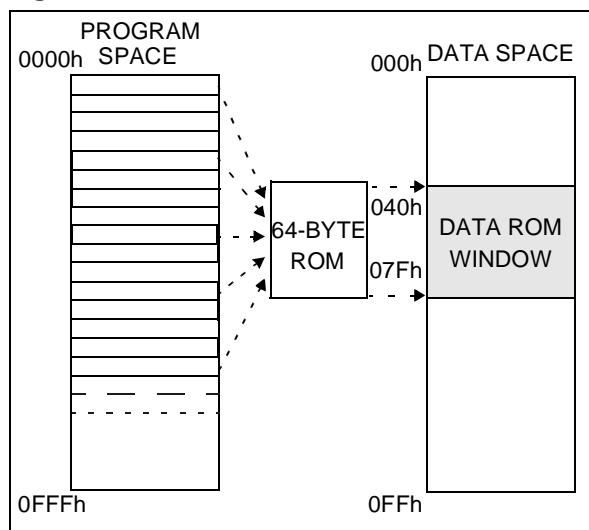 PROGRAM
SPACE
0000h
000h
DATA SPACE
64-BYTE
ROM
040h
07Fh
DATA ROM
WINDOW
0FFFh
0FFh